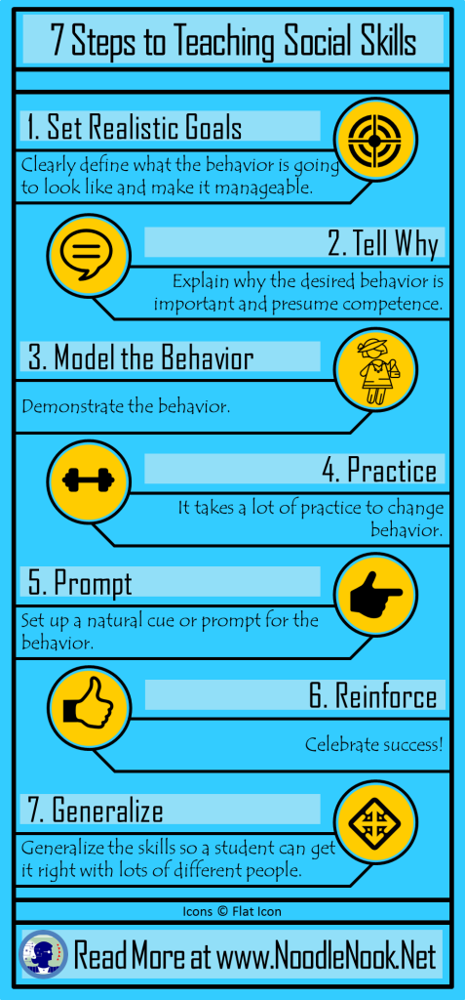 7 Steps to Teaching Social Skills
1. Set Realistic Goals
Clearly define what the behavior is going
to look like and make it manageable.
2. Tell Why
Explain why the desired behavior is
important and presume competence.
3. Model the Behavior
Demonstrate the behavior.
4. Practice
It takes a lot of practice to change
behavior.
5. Prompt
Set up a natural cue or prompt for the
behavior.
6. Reinforce
Celebrate success!
7. Generalize
Generalize the skills so a student can get
it right with lots of different people.
Icons © Flat Icon
Read More at www.NoodleNook.Net